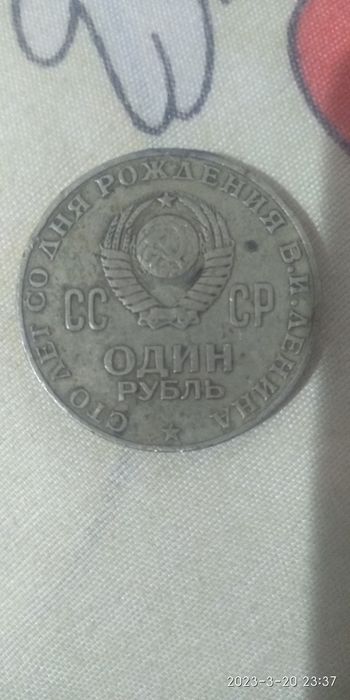 СТО ЛЕТ СО ДНЯ РОЖДЕНИЯ В.И.ЛЕНИНА
СС СР
ОДИН
РУБЛЬ
2023-3-20 23:37